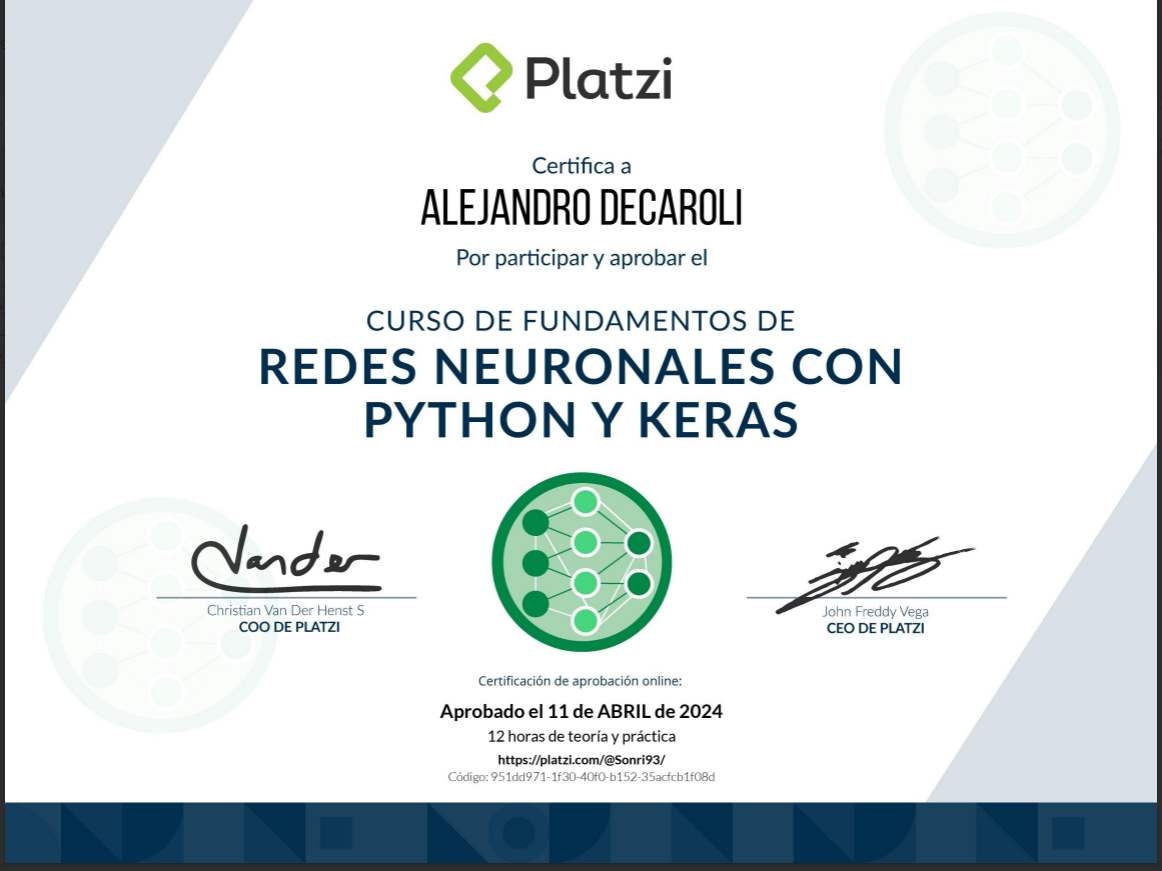 Platzi
Certifica a
ALEJANDRO DECAROLI
Por participar y aprobar el
CURSO DE FUNDAMENTOS DE
REDES NEURONALES CON
PYTHON Y KERAS
Vander
Christian Van Der Henst S
COO DE PLATZI
John Freddy Vega
CEO DE PLATZI
Certificación de aprobación online:
Aprobado el 11 de ABRIL de 2024
12 horas de teoría y práctica
https://platzi.com/@Sonri93/
Código: 951dd971-1f30-40f0-b152-35acfcb1f08d